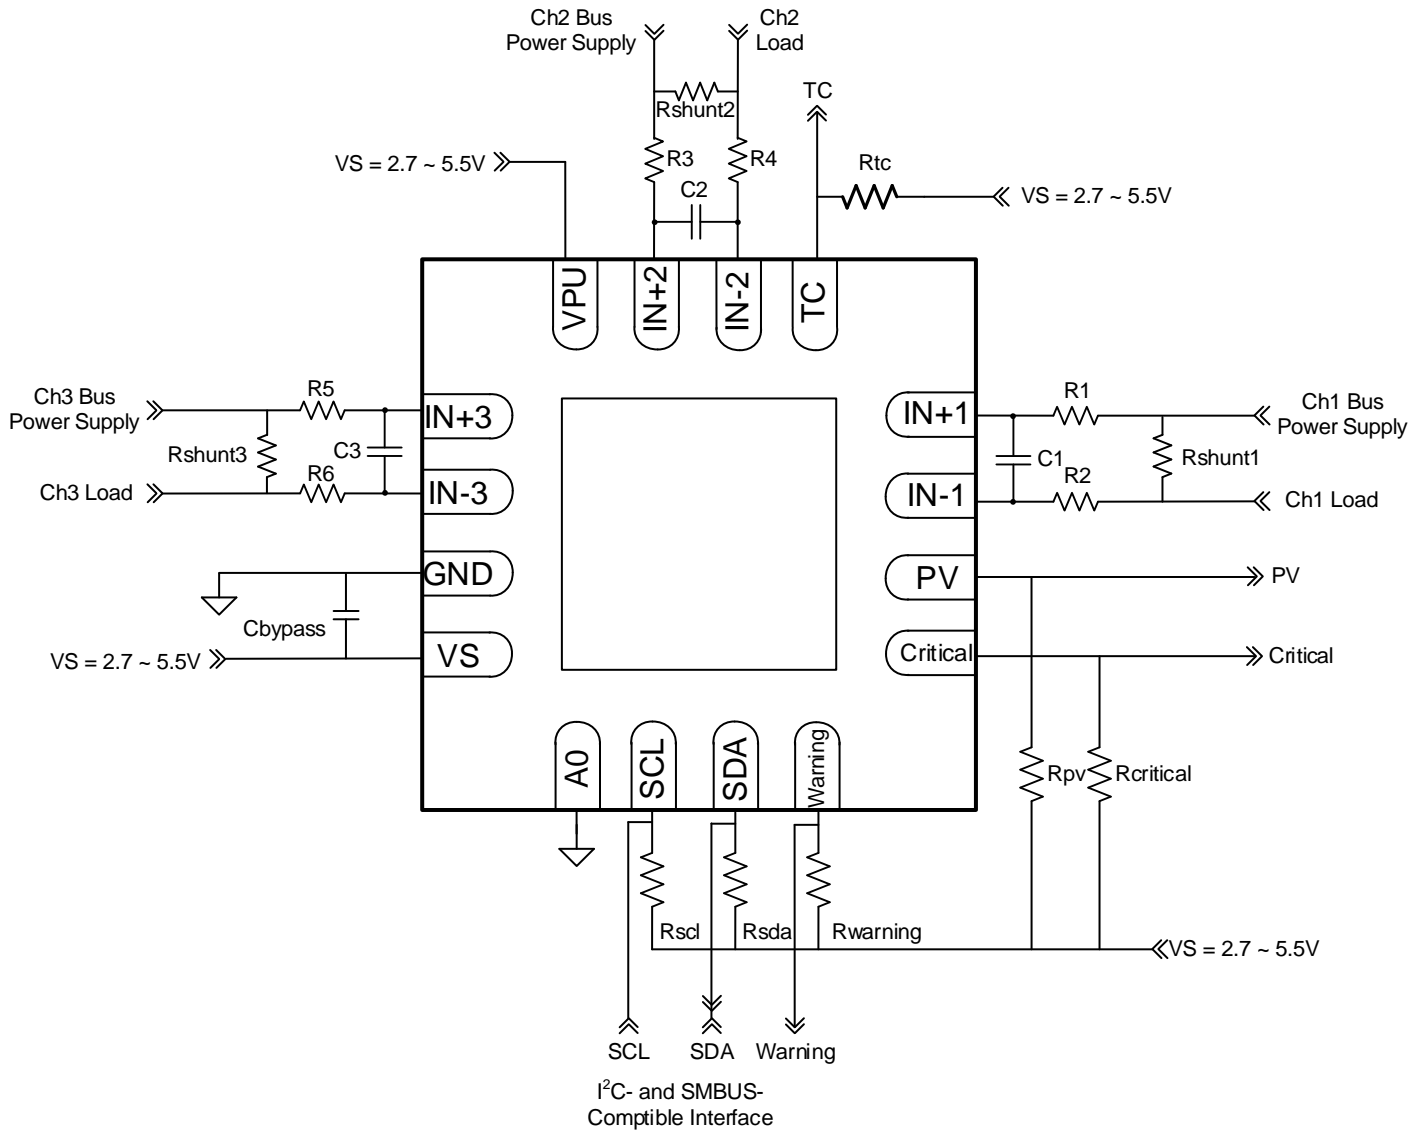 Ch2 Bus
Power Supply
Ch2
Load
TC
Rshunt2
VS = 2.7 ~ 5.5V
R3
R4
Rtc
C2
VS = 2.7 ~ 5.5V
VPU
IN+2
IN-2
TC
Ch3 Bus
Power Supply
R5
IN+3
Rshunt3
C3
R6
Ch3 Load
IN-3
IN+1
R1
Ch1 Bus
Power Supply
C1
Rshunt1
IN-1
R2
Ch1 Load
GND
Cbypass
VS = 2.7 ~ 5.5V
VS
PV
PV
Critical
Critical
A0
SCL
SDA
Warning
Rpv
Rcritical
Rscl
Rsda
Rwarning
VS = 2.7 ~ 5.5V
SCL
SDA
Warning
I²C- and SMBUS-
Comptible Interface